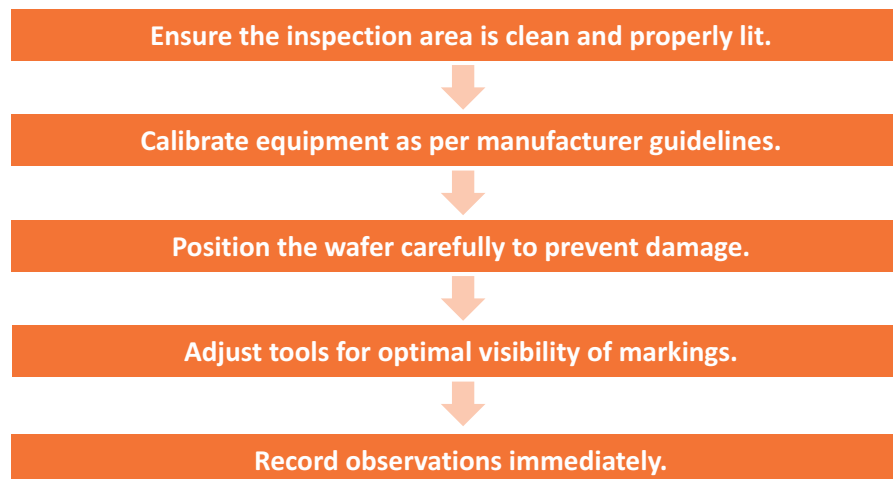 Ensure the inspection area is clean and properly lit.
Calibrate equipment as per manufacturer guidelines.
Position the wafer carefully to prevent damage.
Adjust tools for optimal visibility of markings.
Record observations immediately.